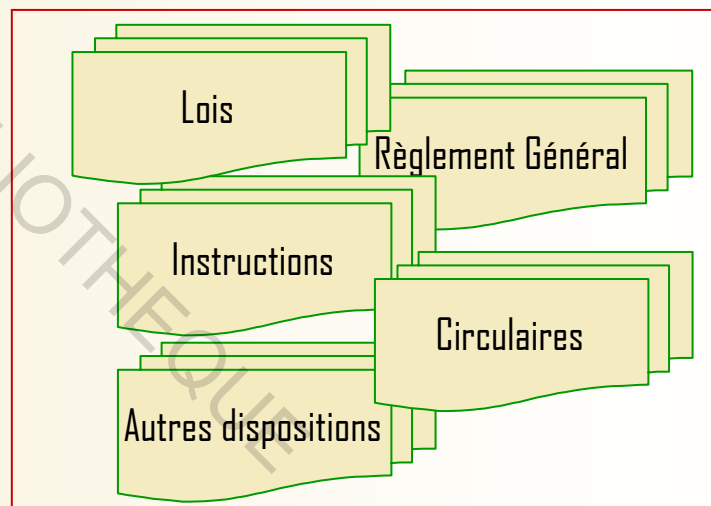 Lois
Règlement Général
Instructions
Circulaires
Autres dispositions